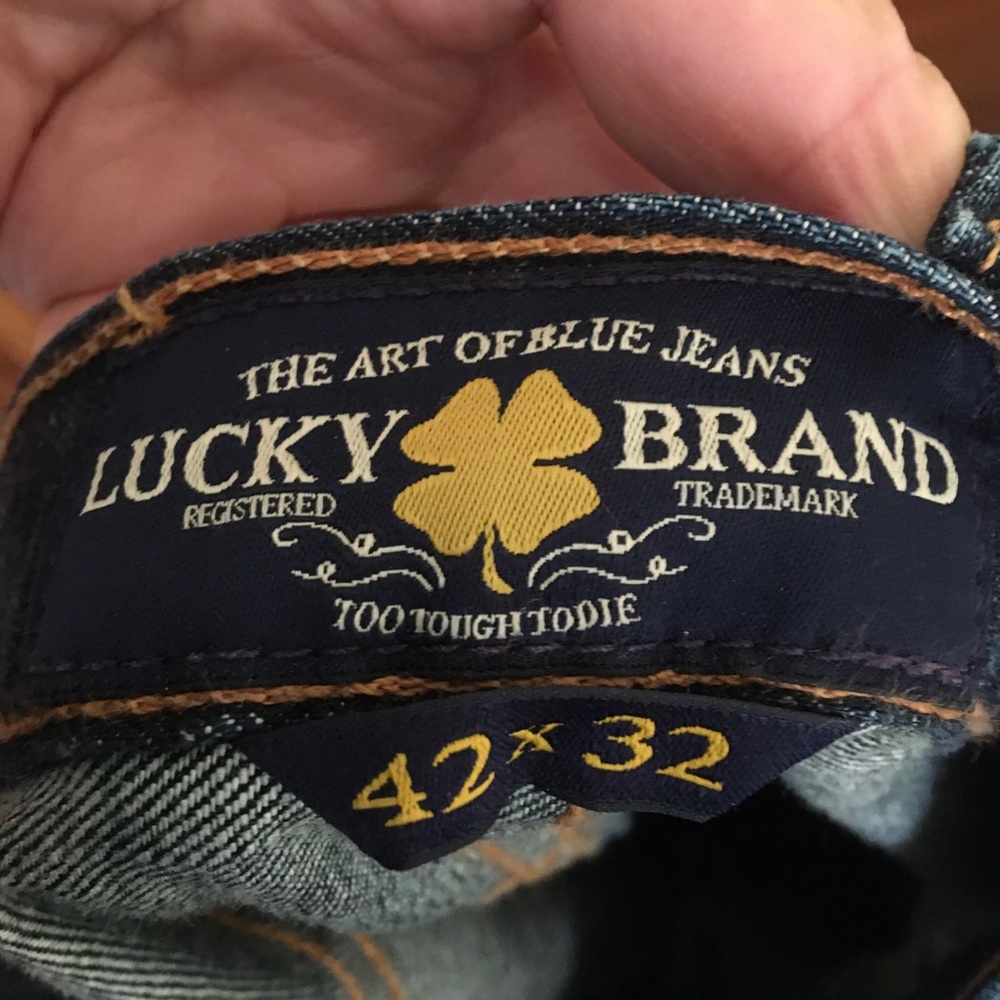 THE ART OF BLUE JEANS
LUCKY BRAND
REGISTERED TRADEMARK
TOO TOUGH TO DIE
42 x 32